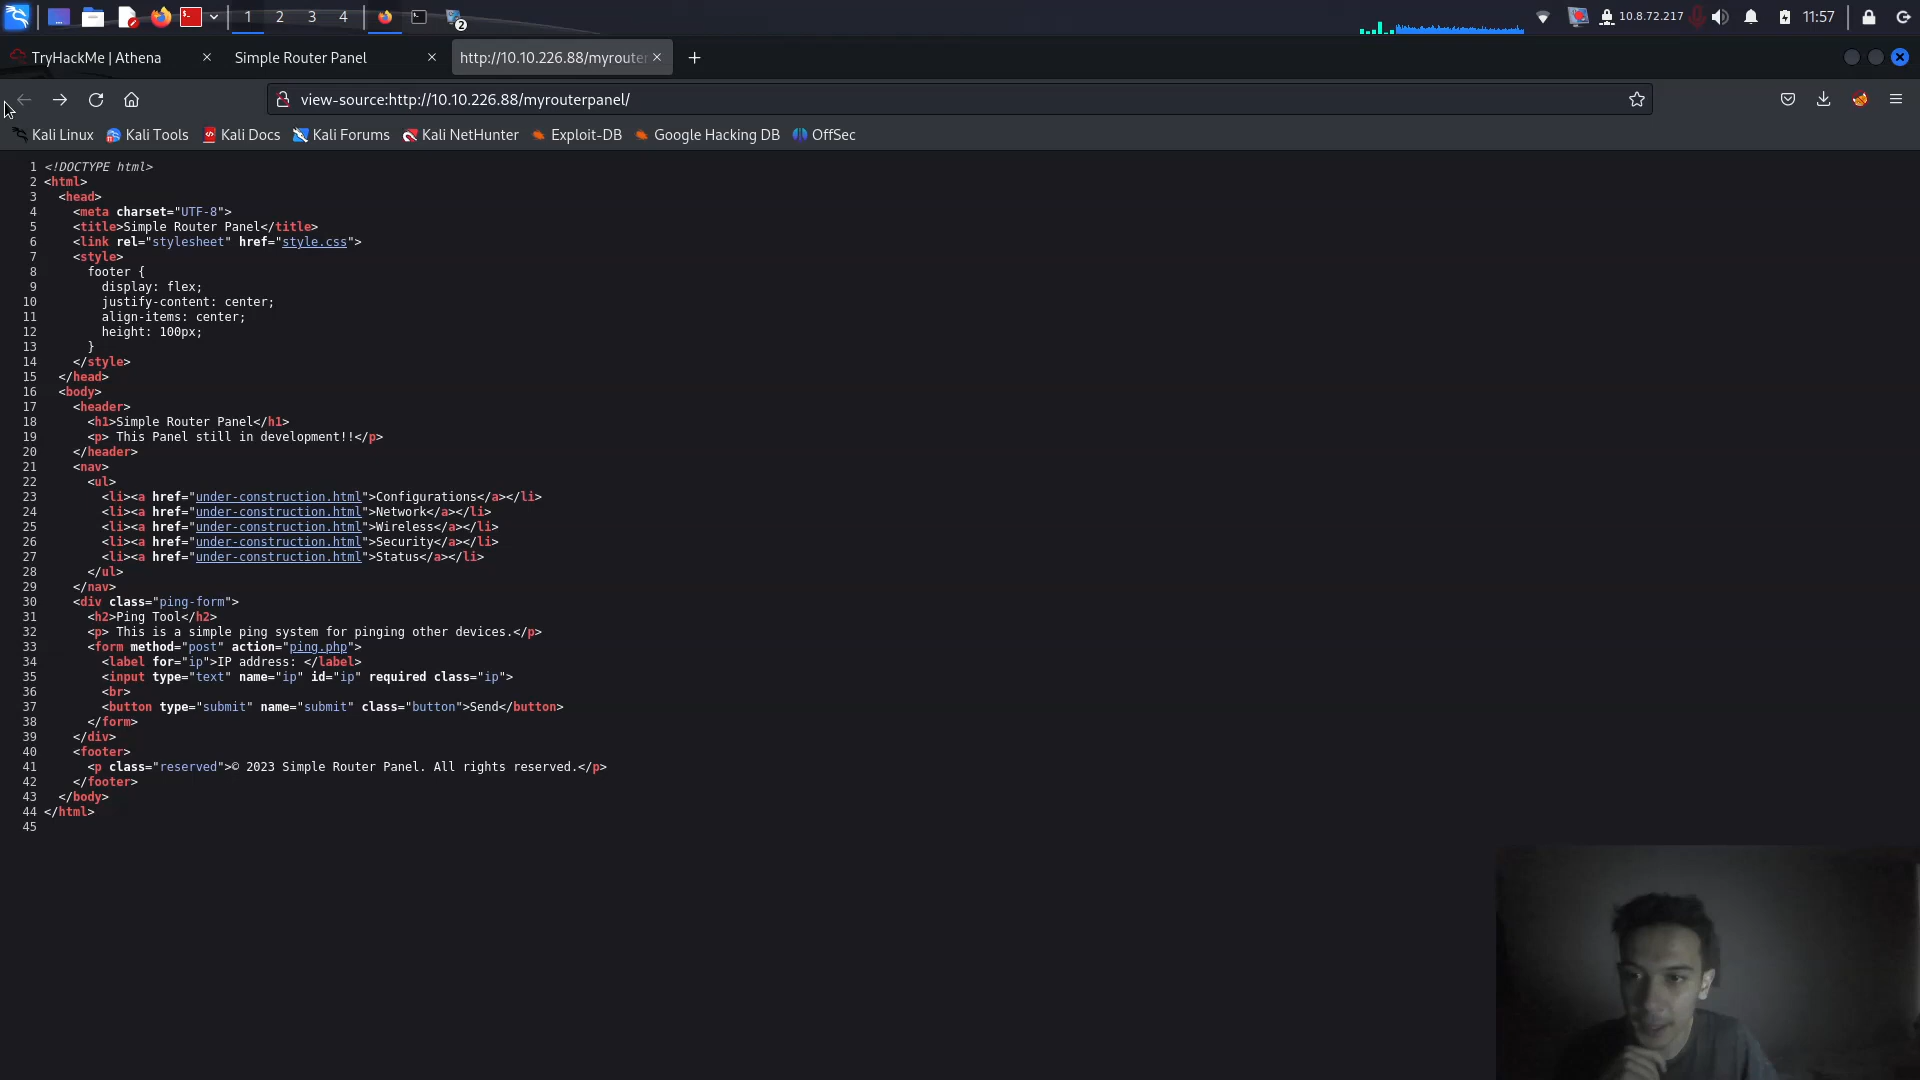 1 2 3 4 2 10.8.72.217 11:57
TryHackMe | Athena Simple Router Panel http://10.10.226.88/myrouter
view-source:http://10.10.226.88/myrouterpanel/
Kali Linux Kali Tools Kali Docs Kali Forums Kali NetHunter Exploit-DB Google Hacking DB OffSec
1 <!DOCTYPE html>
2 <html>
3 <head>
4 <meta charset="UTF-8">
5 <title>Simple Router Panel</title>
6 <link rel="stylesheet" href="style.css">
7 <style>
8 footer {
9 display: flex;
10 justify-content: center;
11 align-items: center;
12 height: 100px;
13 }
14 </style>
15 </head>
16 <body>
17 <header>
18 <h1>Simple Router Panel</h1>
19 <p> This Panel still in development!!</p>
20 </header>
21 <nav>
22 <ul>
23 <li><a href="under-construction.html">Configurations</a></li>
24 <li><a href="under-construction.html">Network</a></li>
25 <li><a href="under-construction.html">Wireless</a></li>
26 <li><a href="under-construction.html">Security</a></li>
27 <li><a href="under-construction.html">Status</a></li>
28 </ul>
29 </nav>
30 <div class="ping-form">
31 <h2>Ping Tool</h2>
32 <p> This is a simple ping system for pinging other devices.</p>
33 <form method="post" action="ping.php">
34 <label for="ip">IP address: </label>
35 <input type="text" name="ip" id="ip" required class="ip">
36 <br>
37 <button type="submit" name="submit" class="button">Send</button>
38 </form>
39 </div>
40 <footer>
41 <p class="reserved">© 2023 Simple Router Panel. All rights reserved.</p>
42 </footer>
43 </body>
44 </html>
45